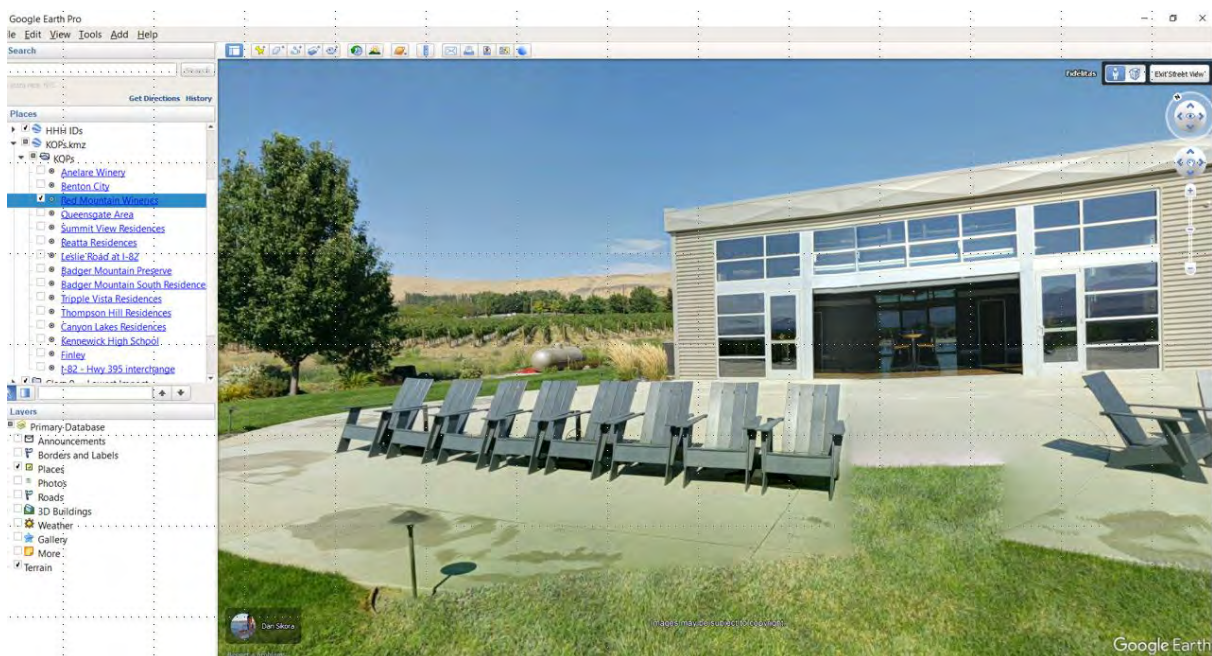 Google Earth Pro
le Edit View Tools Add Help
Search
Get Directions History
Places
HHH IDs
KOPs.kmz
KOPs
Anelare Winery
Benton City
Red Mountain Wineries
Queensgate Area
Summit View Residences
Reatta Residences
Leslie Road at I-82
Badger Mountain Preserve
Badger Mountain South Residence
Tripple Vista Residences
Thompson Hill Residences
Canyon Lakes Residences
Kennewick High School
Finley
I-82 - Hwy 395 interchange
Layers
Primary Database
Announcements
Borders and Labels
Places
Photos
Roads
3D Buildings
Weather
Gallery
More
Terrain
Fidelitas
Exit Street View
Dan Sikora
Images may be subject to copyright.
Google Earth